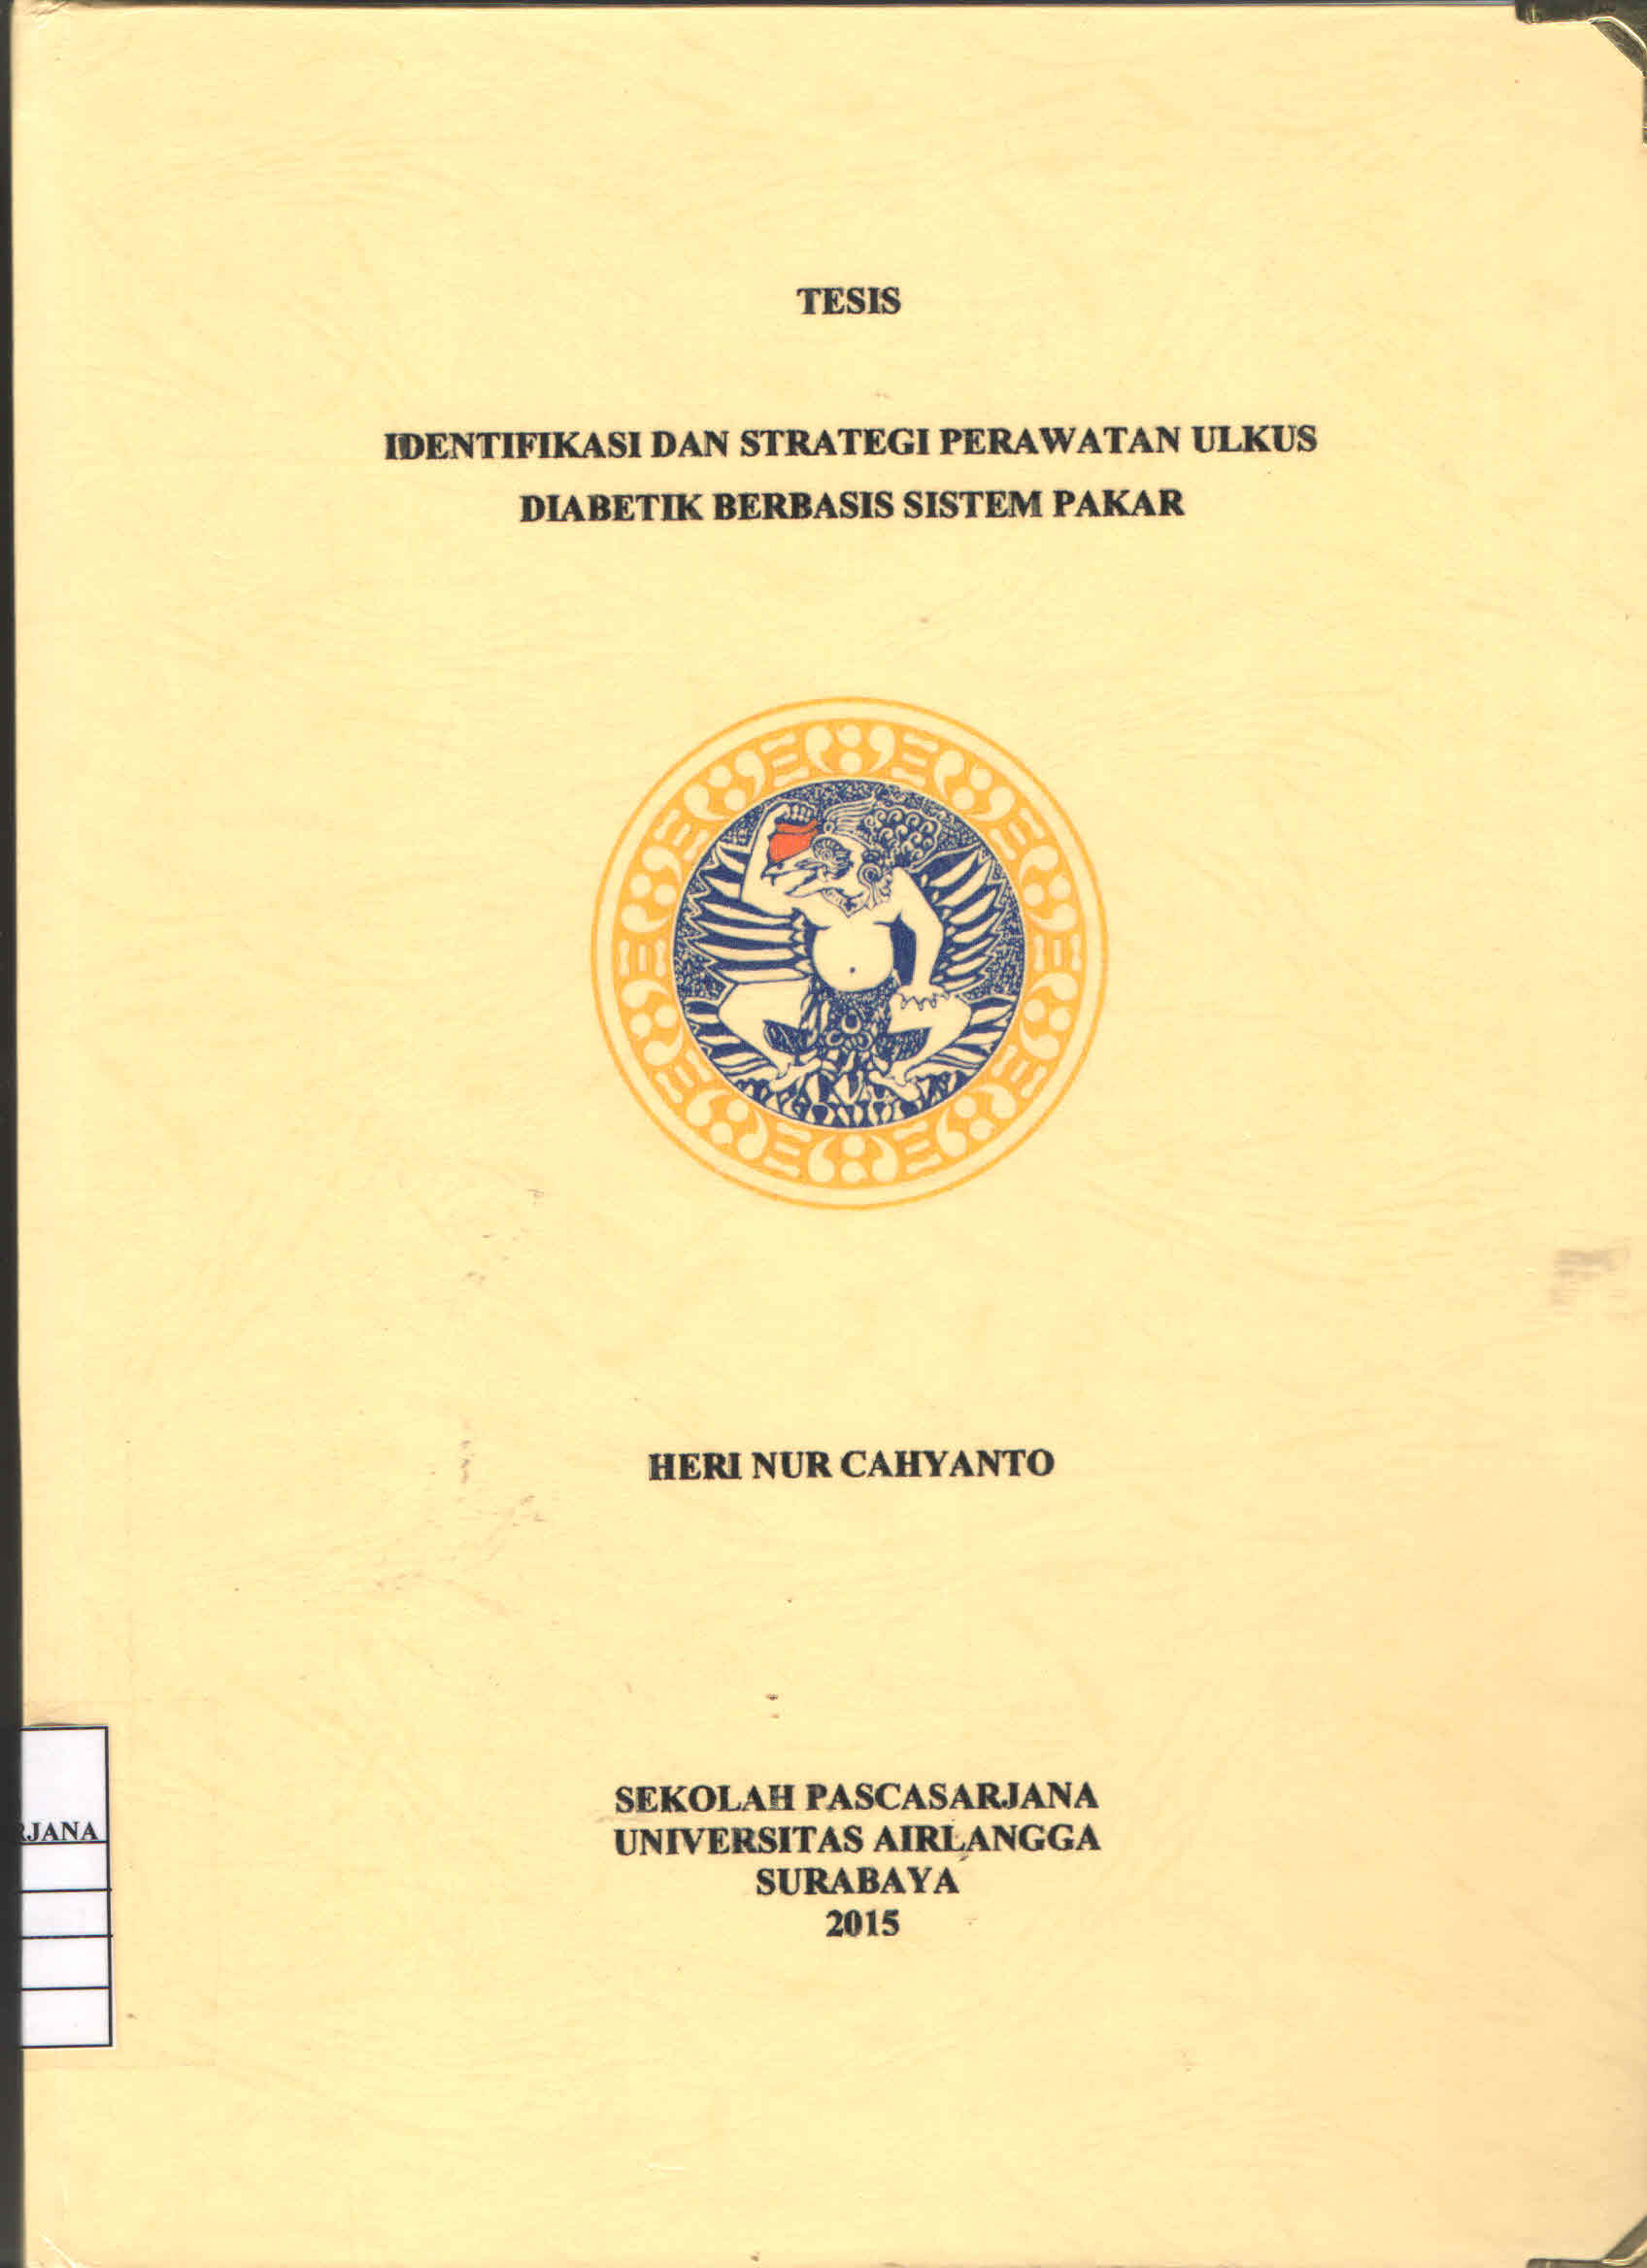 TESIS
IDENTIFIKASI DAN STRATEGI PERAWATAN ULKUS
DIABETIK BERBASIS SISTEM PAKAR
HERI NUR CAHYANTO
SEKOLAH PASCASARJANA
UNIVERSITAS AIRLANGGA
SURABAYA
2015
RJANA